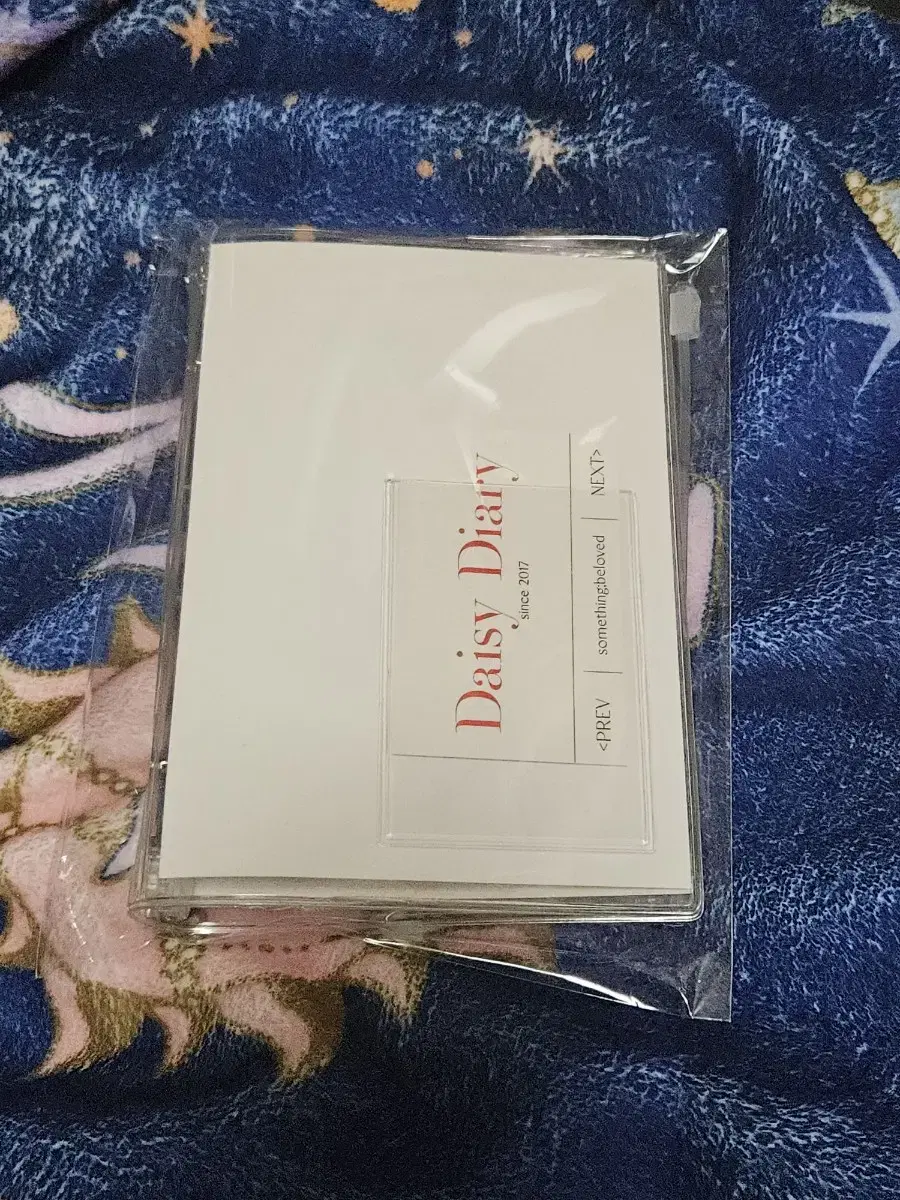 Daisy Diary
since 2017
<PREV | something;beloved | NEXT>